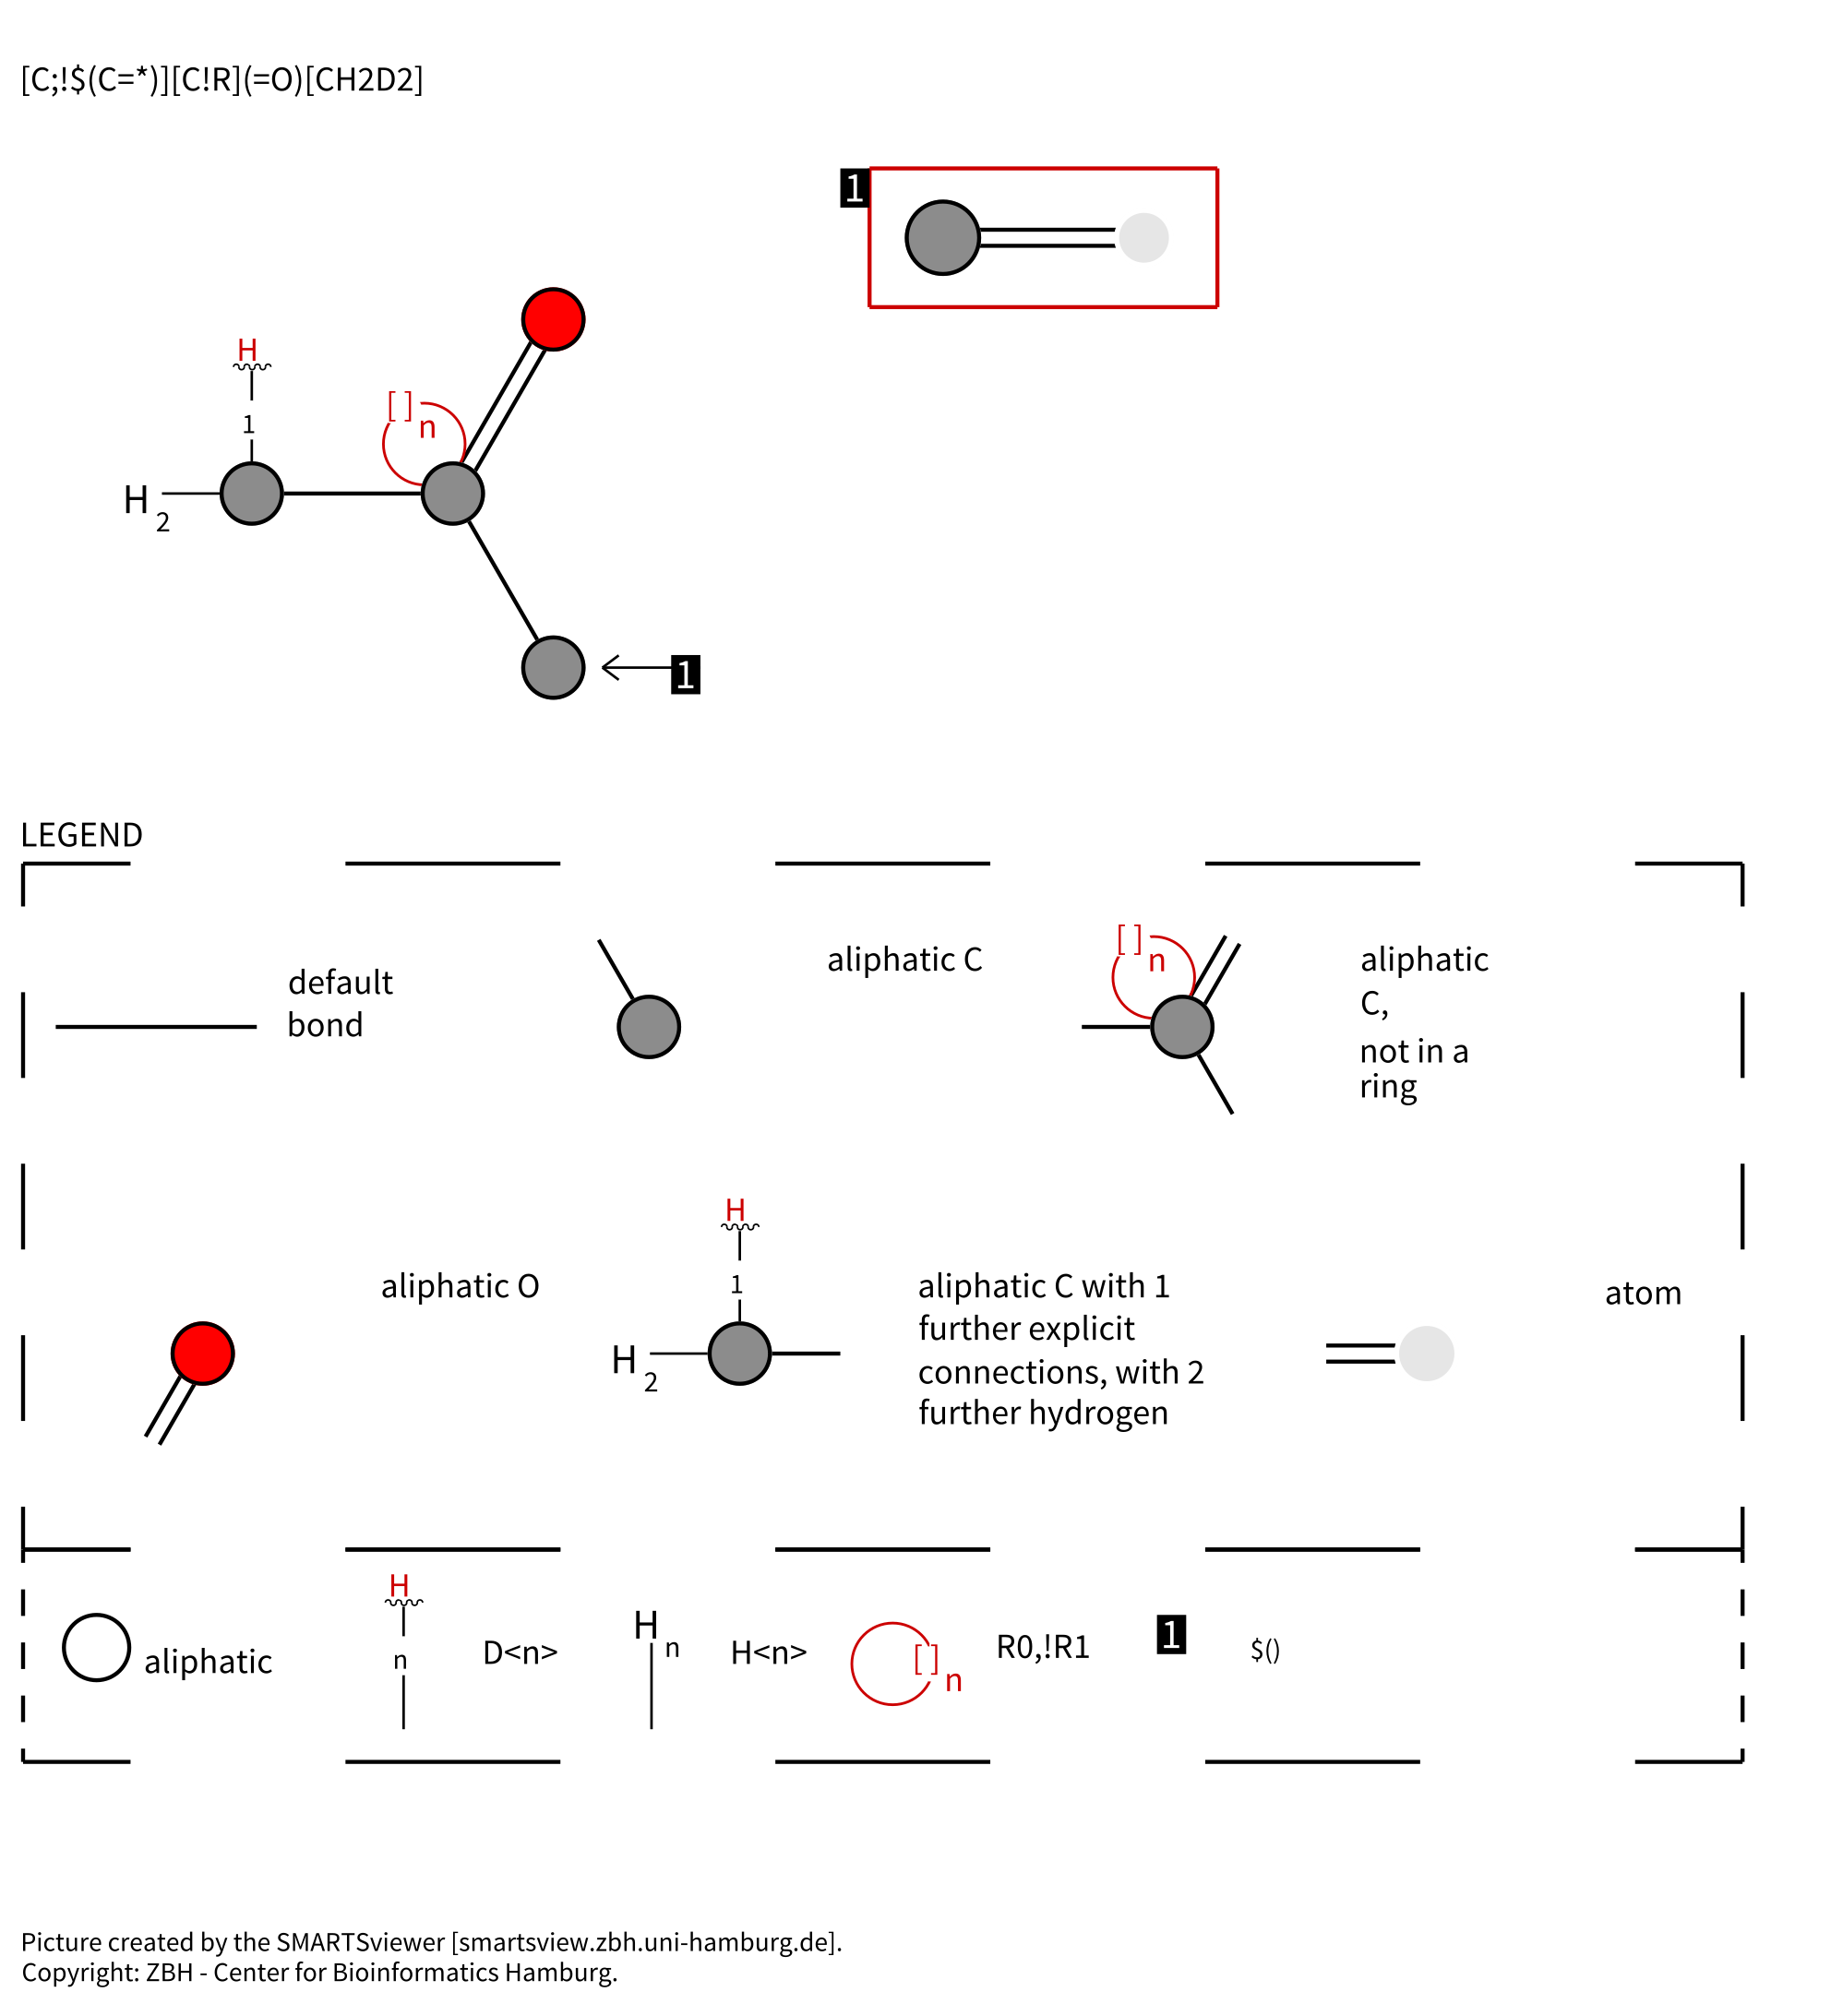 [C;!$(C=*)][C!R](=O)[CH2D2]
1
H
[ ]
n
1
H
2
1
LEGEND
default
bond
aliphatic C
[ ]
n
aliphatic
C,
not in a
ring
aliphatic O
H
1
H
2
aliphatic C with 1
further explicit
connections, with 2
further hydrogen
atom
aliphatic
H
n
D<n>
H
n
H<n>
[ ]
n
R0,!R1
1
$()
Picture created by the SMARTSviewer [smartsview.zbh.uni-hamburg.de].
Copyright: ZBH - Center for Bioinformatics Hamburg.